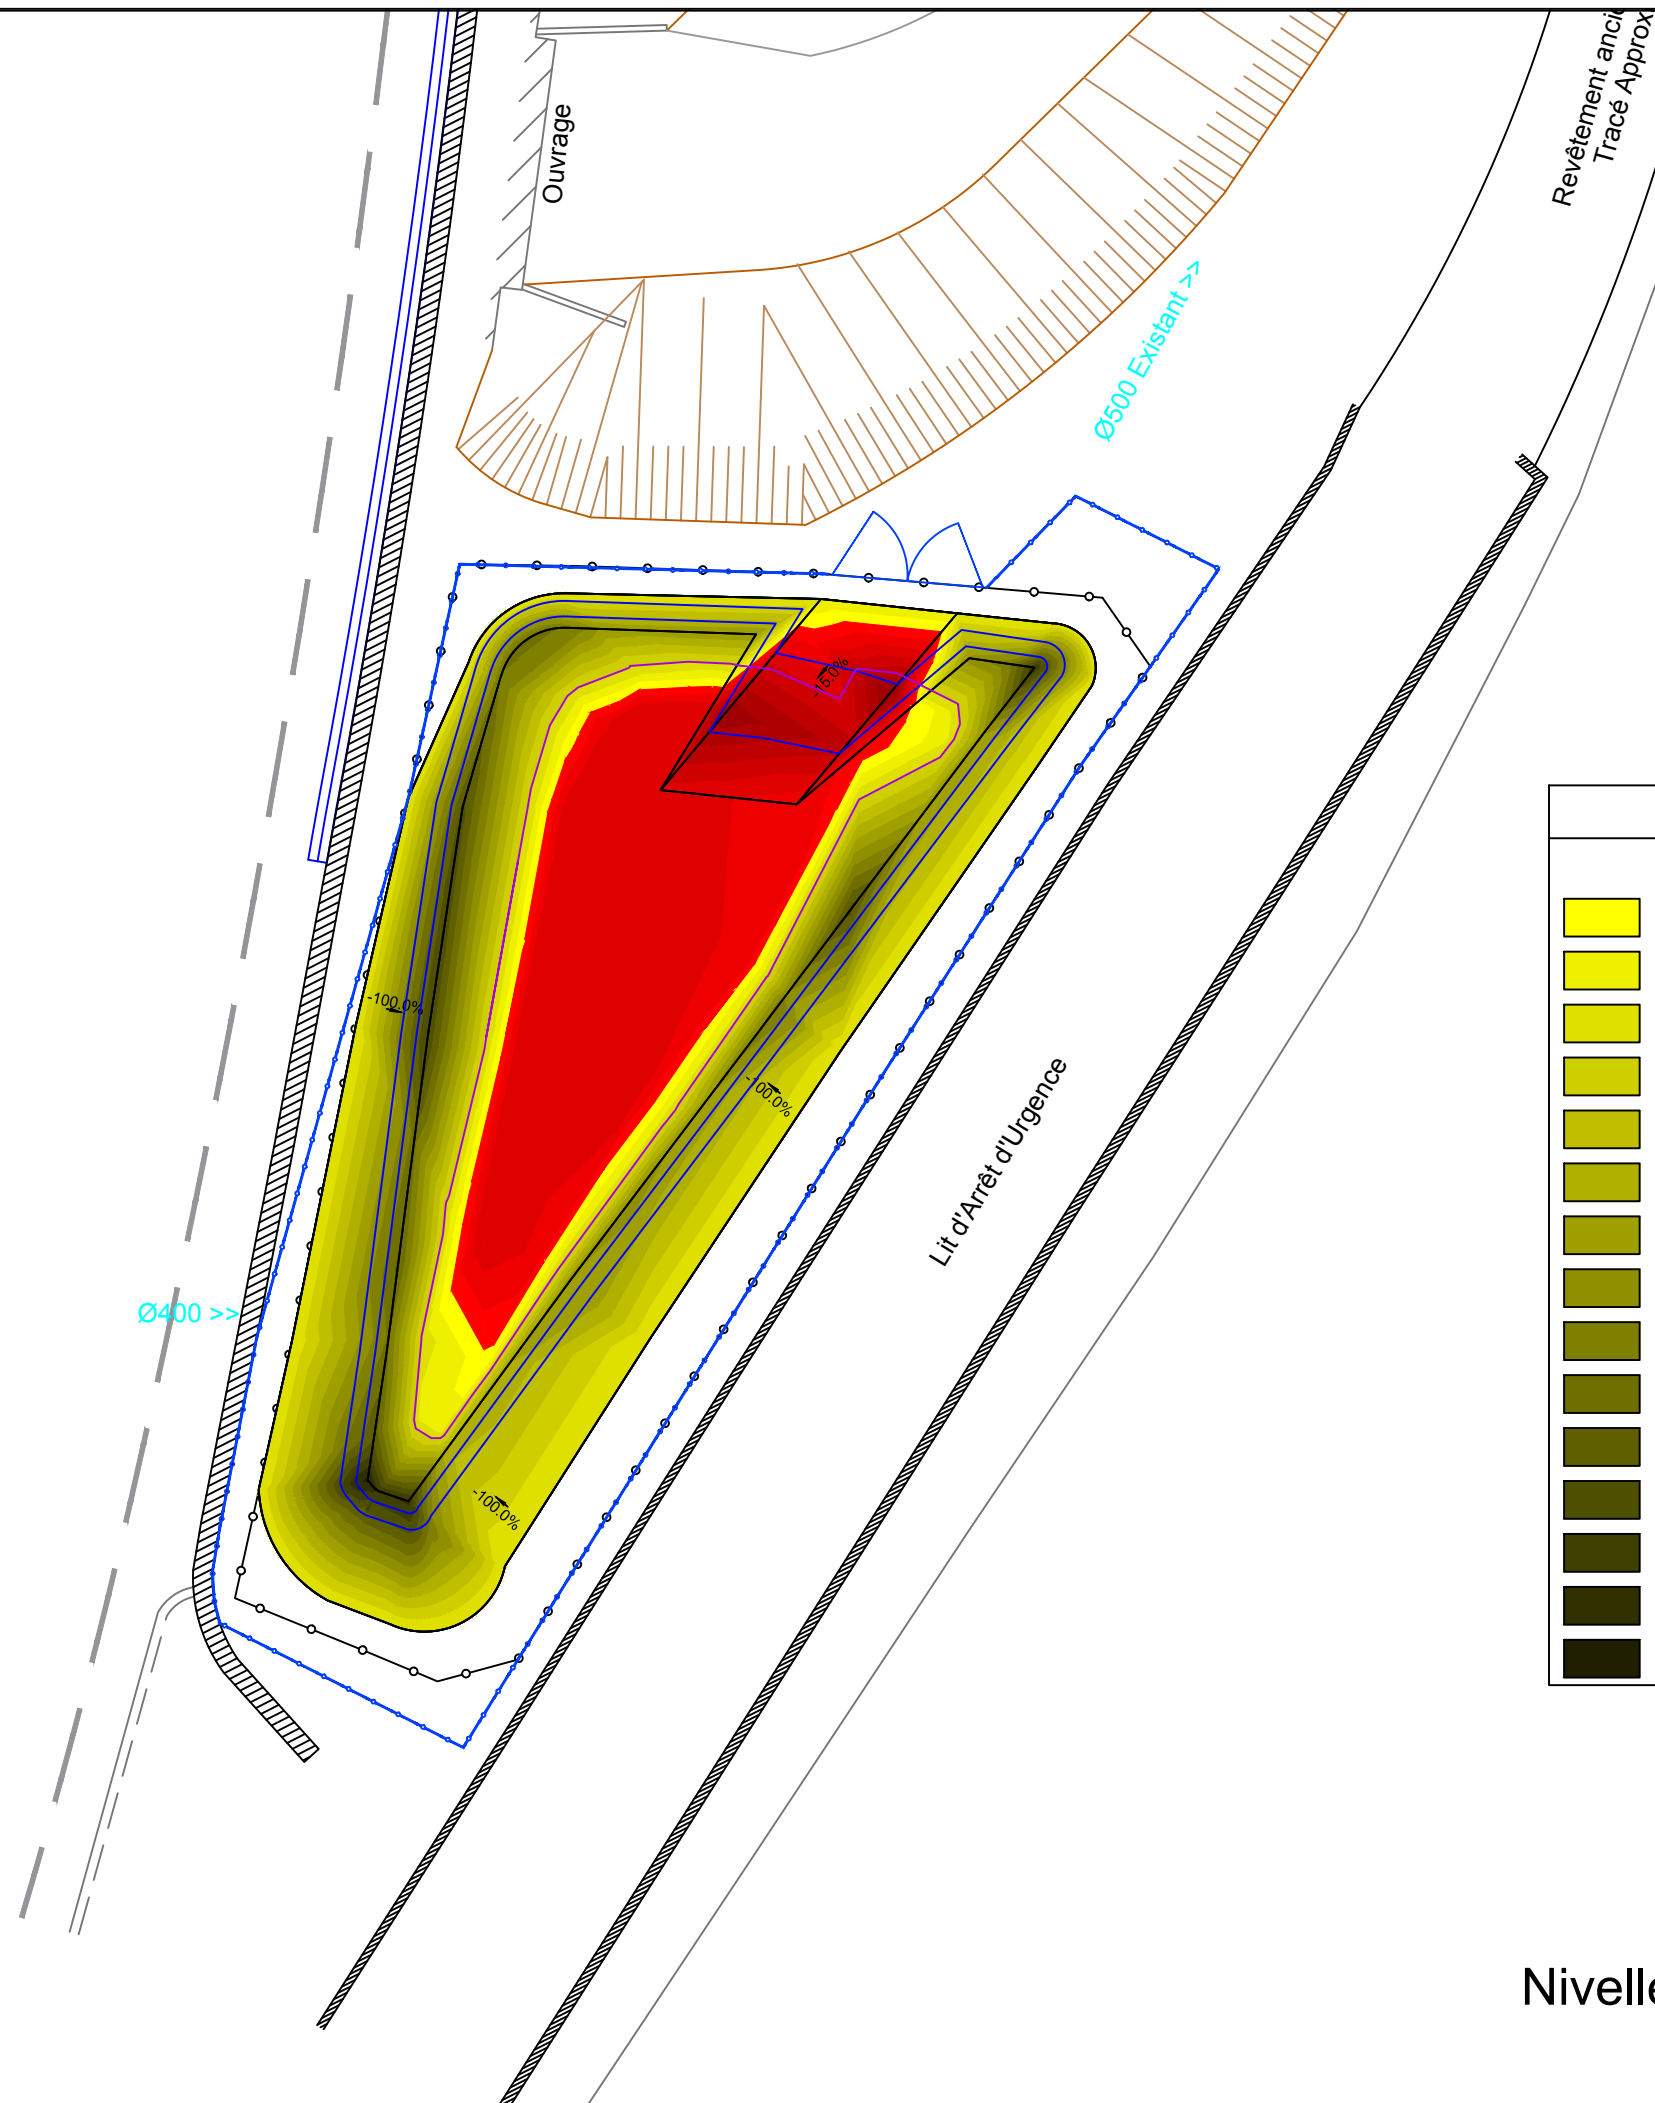 Revêtement anci
Tracé Approx
Ouvrage
Ø500 Existant >>
-15.0%
-100.0%
-100.0%
Lit d'Arrêt d'Urgence
Ø400 >>
-100.0%
Nivelle